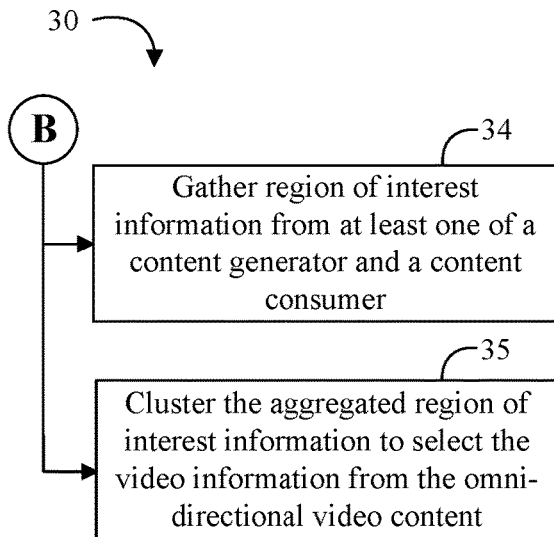 30
B
34
Gather region of interest
information from at least one of a
content generator and a content
consumer
35
Cluster the aggregated region of
interest information to select the
video information from the omni-
directional video content